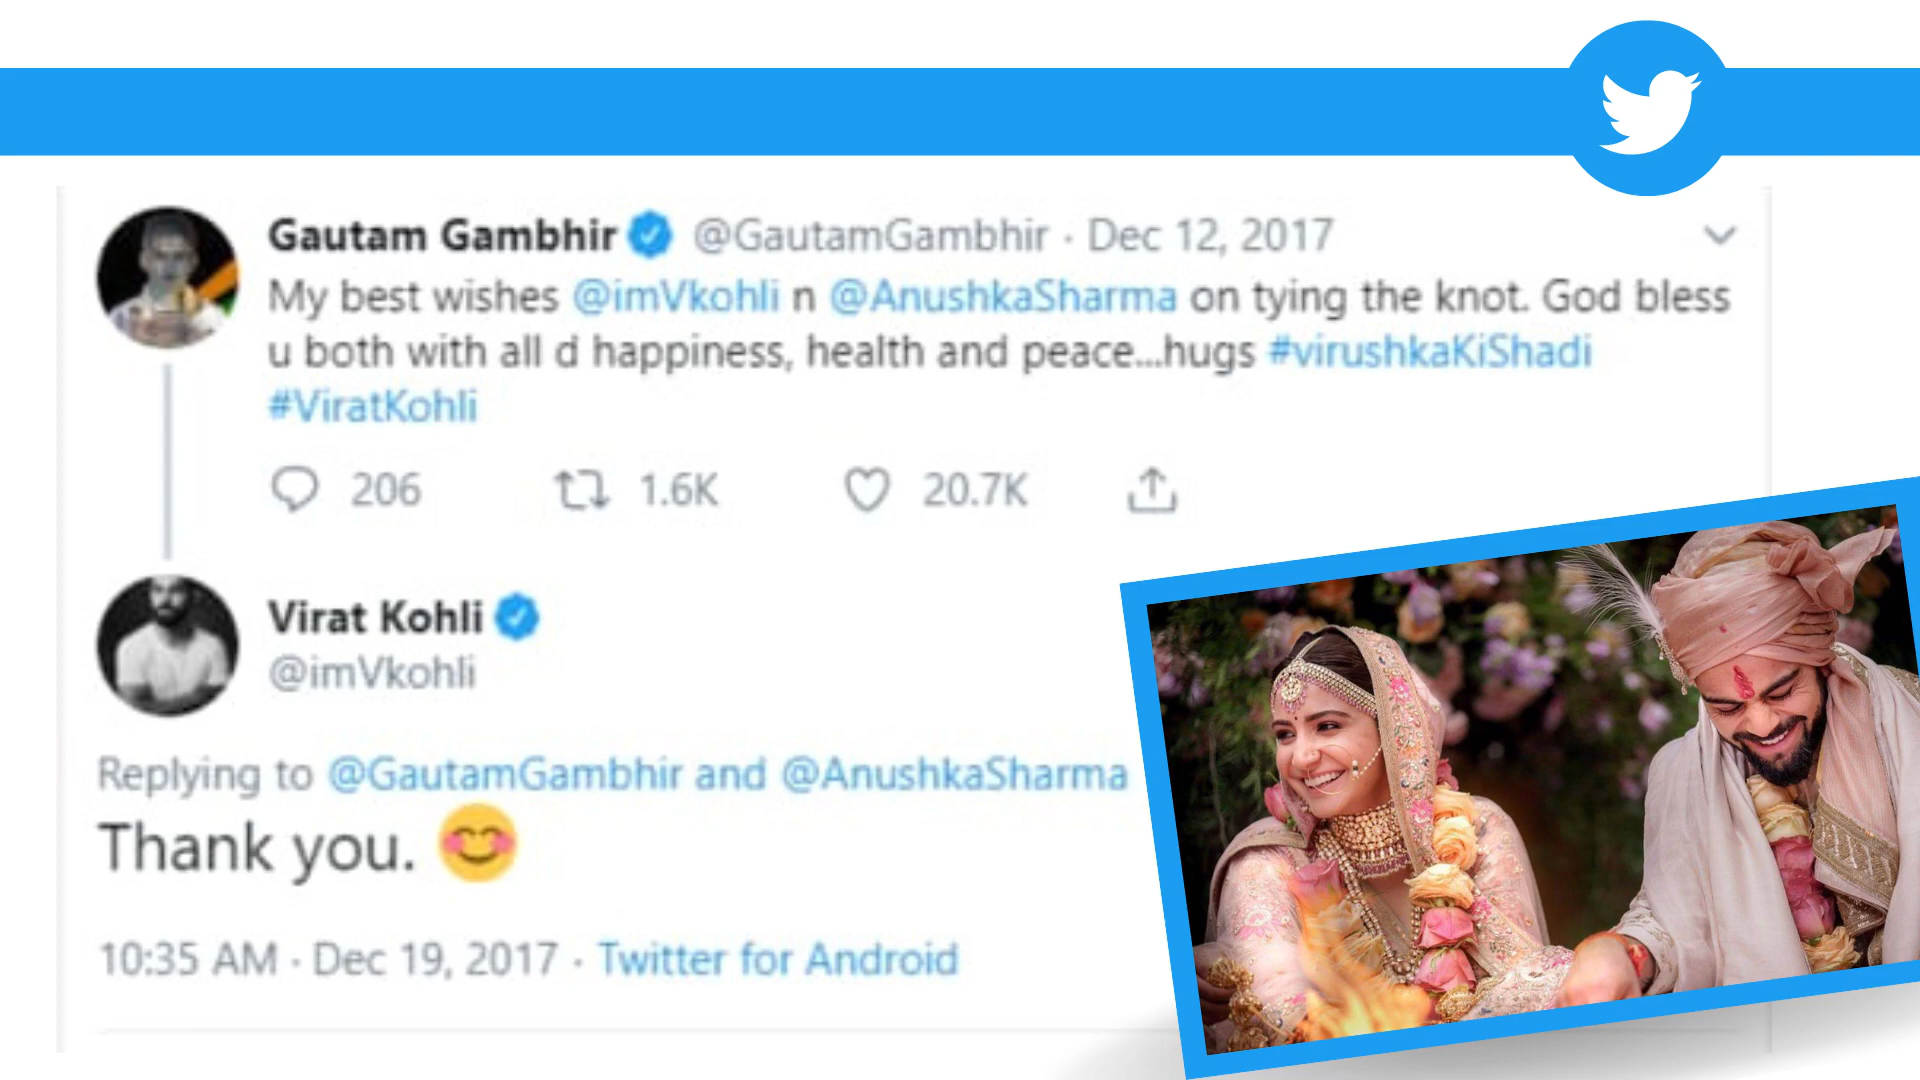 Gautam Gambhir @GautamGambhir · Dec 12, 2017
My best wishes @imVkohli n @AnushkaSharma on tying the knot. God bless
u both with all d happiness, health and peace...hugs #virushkaKiShadi
#ViratKohli
206 1.6K 20.7K
Virat Kohli
@imVkohli
Replying to @GautamGambhir and @AnushkaSharma
Thank you. 😊
10:35 AM · Dec 19, 2017 · Twitter for Android